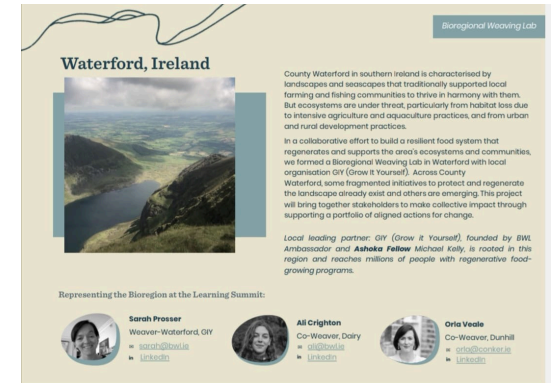 Bioregional Weaving Lab
Waterford, Ireland
County Waterford in southern Ireland is characterised by
landscapes and seascapes that traditionally supported local
farming and fishing communities to thrive in harmony with them.
But ecosystems are under threat, particularly from habitat loss due
to intensive agriculture and aquaculture practices, and from urban
and rural development practices.
In a collaborative effort to build a resilient food system that
regenerates and supports the area's ecosystems and communities,
we formed a Bioregional Weaving Lab in Waterford with local
organisation GIY (Grow It Yourself). Across County
Waterford, some fragmented initiatives to protect and regenerate
the landscape already exist and others are emerging. This project
will bring together stakeholders to make collective impact through
supporting a portfolio of aligned actions for change.
Local leading partner: GIY (Grow It Yourself), founded by BWL
Ambassador and Ashoka Fellow Michael Kelly, is rooted in this
region and reaches millions of people with regenerative food-
growing programs.
Representing the Bioregion at the Learning Summit:
Sarah Prosser
Weaver-Waterford, GIY
sarah@bwl.ie
in LinkedIn
Ali Crighton
Co-Weaver, Dairy
ali@bwl.ie
in LinkedIn
Orla Veale
Co-Weaver, Dunhill
orla@conker.ie
in LinkedIn